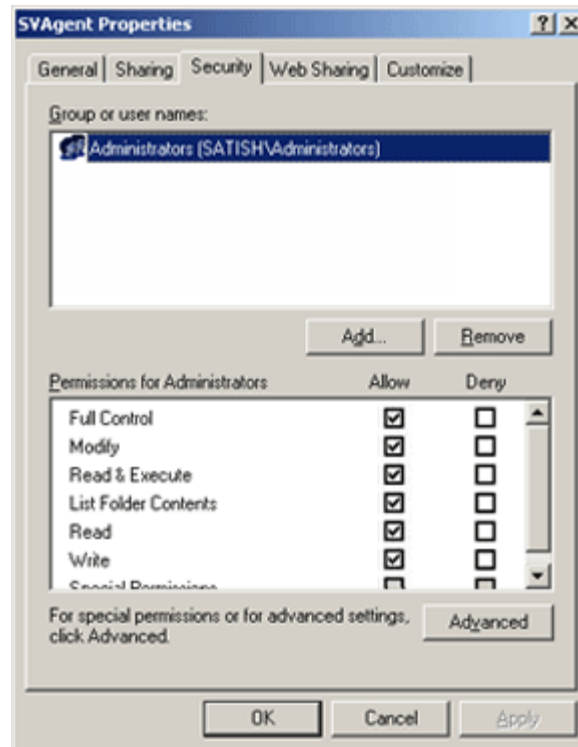 SVAgent Properties
General Sharing Security Web Sharing Customize
Group or user names:
Administrators (SATISH\Administrators)
Add... Remove
Permissions for Administrators Allow Deny
Full Control
Modify
Read & Execute
List Folder Contents
Read
Write
Special Permissions
For special permissions or for advanced settings, Advanced
click Advanced.
OK Cancel Apply